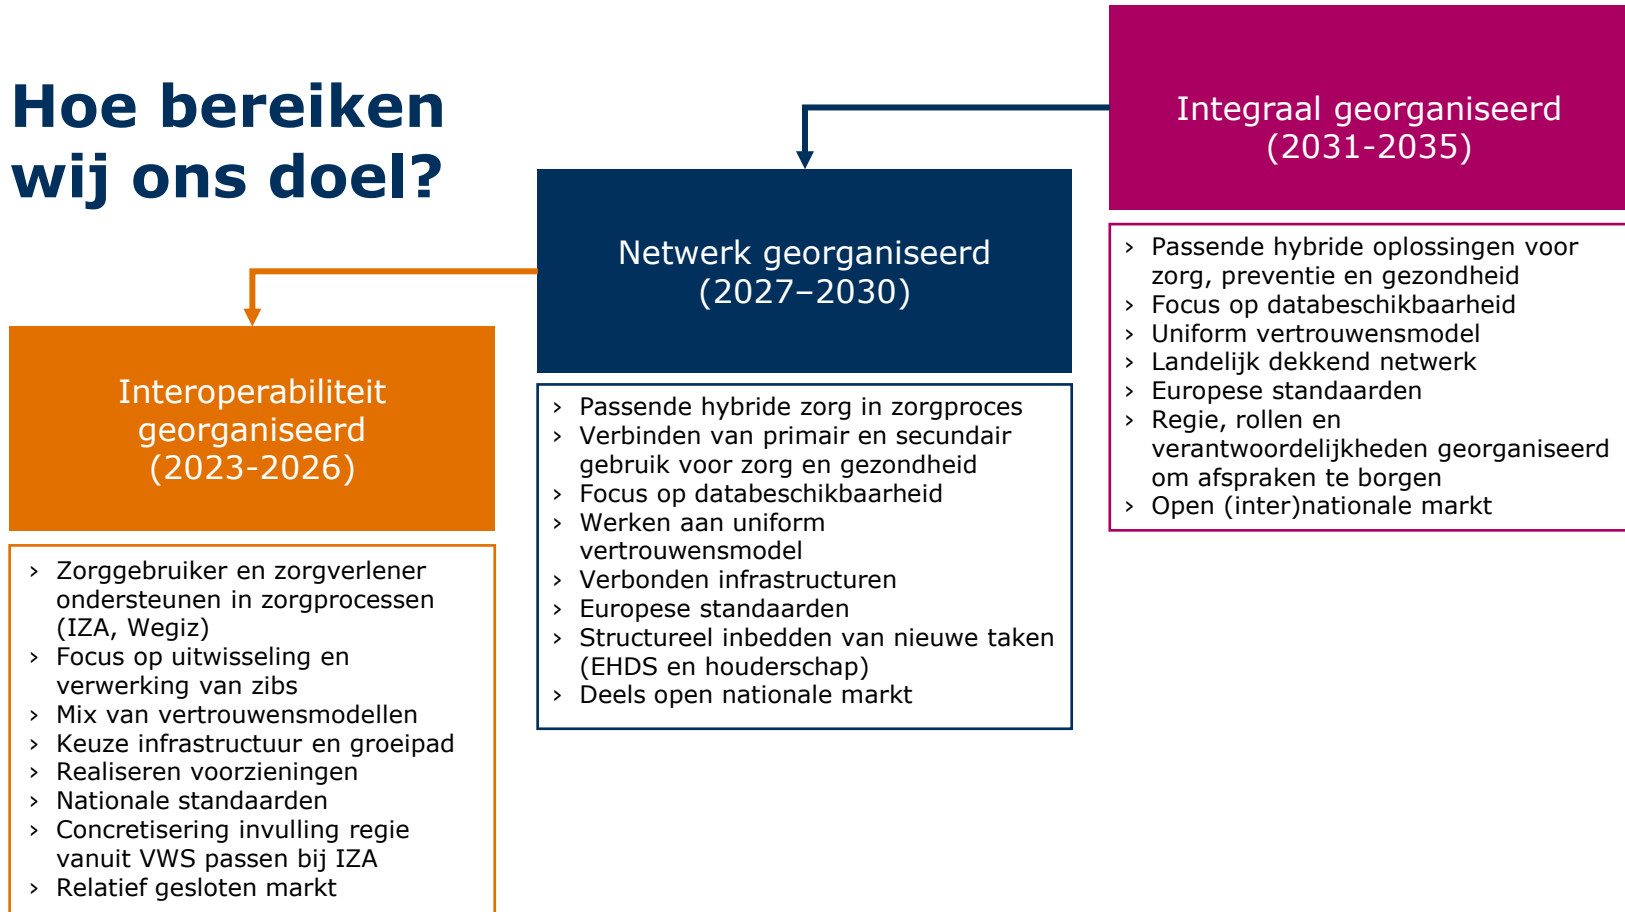 Hoe bereiken
wij ons doel?
Interoperabiliteit
georganiseerd
(2023-2026)
› Zorggebruiker en zorgverlener
ondersteunen in zorgprocessen
(IZA, Wegiz)
› Focus op uitwisseling en
verwerking van zibs
› Mix van vertrouwensmodellen
› Keuze infrastructuur en groeipad
› Realiseren voorzieningen
› Nationale standaarden
› Concretisering invulling regie
vanuit VWS passen bij IZA
› Relatief gesloten markt
Netwerk georganiseerd
(2027–2030)
› Passende hybride zorg in zorgproces
› Verbinden van primair en secundair
gebruik voor zorg en gezondheid
› Focus op databeschikbaarheid
› Werken aan uniform
vertrouwensmodel
› Verbonden infrastructuren
› Europese standaarden
› Structureel inbedden van nieuwe taken
(EHDS en houderschap)
› Deels open nationale markt
Integraal georganiseerd
(2031-2035)
› Passende hybride oplossingen voor
zorg, preventie en gezondheid
› Focus op databeschikbaarheid
› Uniform vertrouwensmodel
› Landelijk dekkend netwerk
› Europese standaarden
› Regie, rollen en
verantwoordelijkheden georganiseerd
om afspraken te borgen
› Open (inter)nationale markt